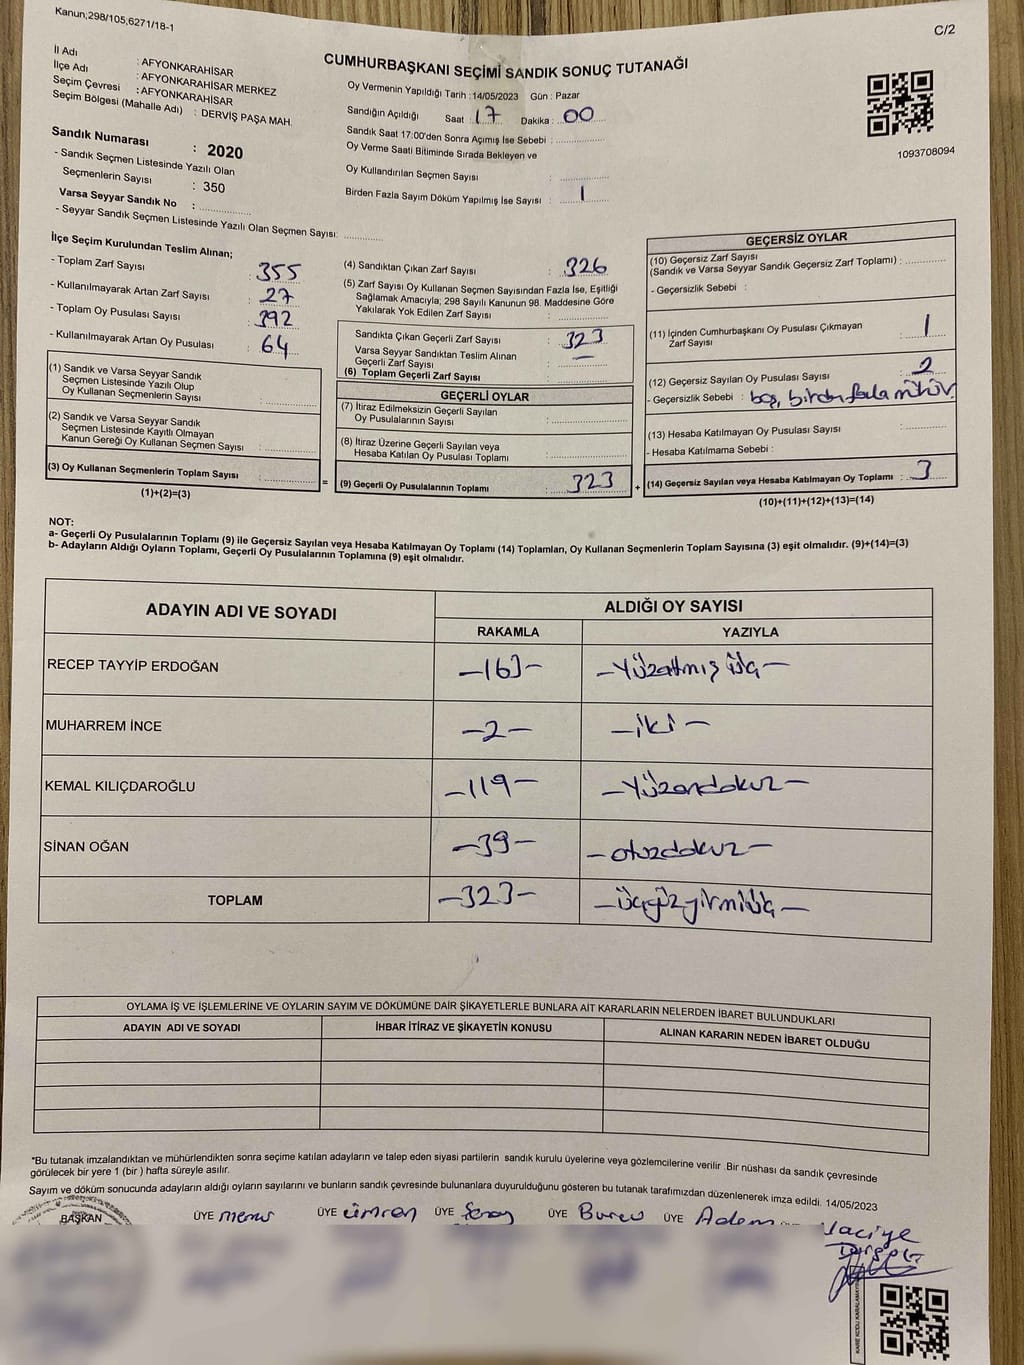 Kanun;298/105,6271/18-1
C/2
CUMHURBAŞKANI SEÇİMİ SANDIK SONUÇ TUTANAĞI
İl Adı : AFYONKARAHİSAR
İlçe Adı : AFYONKARAHİSAR MERKEZ
Seçim Çevresi : AFYONKARAHİSAR
Seçim Bölgesi (Mahalle Adı) : DERVİŞ PAŞA MAH.
Sandık Numarası : 2020
- Sandık Seçmen Listesinde Yazılı Olan
Seçmenlerin Sayısı : 350
Varsa Seyyar Sandık No : ...............
- Seyyar Sandık Seçmen Listesinde Yazılı Olan Seçmen Sayısı: ............
Oy Vermenin Yapıldığı Tarih :14/05/2023 Gün : Pazar
Sandığın Açıldığı Saat : 17 Dakika : 00
Sandık Saat 17:00'den Sonra Açımış İse Sebebi : ...............
Oy Verme Saati Bitiminde Sırada Bekleyen ve
Oy Kullandırılan Seçmen Sayısı : ...............
Birden Fazla Sayım Döküm Yapılmış İse Sayısı : 1
1093708094
İlçe Seçim Kurulundan Teslim Alınan;
- Toplam Zarf Sayısı : 355
- Kullanılmayarak Artan Zarf Sayısı : 27
- Toplam Oy Pusulası Sayısı : 392
- Kullanılmayarak Artan Oy Pusulası : 64
(1) Sandık ve Varsa Seyyar Sandık
Seçmen Listesinde Yazılı Olup
Oy Kullanan Seçmenlerin Sayısı : ...............
(2) Sandık ve Varsa Seyyar Sandık
Seçmen Listesinde Kayıtlı Olmayan
Kanun Gereği Oy Kullanan Seçmen Sayısı : ...............
(3) Oy Kullanan Seçmenlerin Toplam Sayısı : ...............
(1)+(2)=(3)
=
(4) Sandıktan Çıkan Zarf Sayısı : 326
(5) Zarf Sayısı Oy Kullanan Seçmen Sayısından Fazla İse, Eşitliği
Sağlamak Amacıyla; 298 Sayılı Kanunun 98. Maddesine Göre
Yakılarak Yok Edilen Zarf Sayısı : ...............
Sandıkta Çıkan Geçerli Zarf Sayısı : 323
Varsa Seyyar Sandıktan Teslim Alınan
Geçerli Zarf Sayısı : —
(6) Toplam Geçerli Zarf Sayısı : ...............
GEÇERLİ OYLAR
(7) İtiraz Edilmeksizin Geçerli Sayılan
Oy Pusulalarının Sayısı : ...............
(8) İtiraz Üzerine Geçerli Sayılan veya
Hesaba Katılan Oy Pusulası Toplamı : ...............
(9) Geçerli Oy Pusulalarının Toplamı : 323
+
GEÇERSİZ OYLAR
(10) Geçersiz Zarf Sayısı
(Sandık ve Varsa Seyyar Sandık Geçersiz Zarf Toplamı) : ............
- Geçersizlik Sebebi :
(11) İçinden Cumhurbaşkanı Oy Pusulası Çıkmayan
Zarf Sayısı : 1
(12) Geçersiz Sayılan Oy Pusulası Sayısı : 2
- Geçersizlik Sebebi : boş, birden fazla mühür.
(13) Hesaba Katılmayan Oy Pusulası Sayısı : ............
- Hesaba Katılmama Sebebi :
(14) Geçersiz Sayılan veya Hesaba Katılmayan Oy Toplamı : 3
(10)+(11)+(12)+(13)=(14)
NOT:
a- Geçerli Oy Pusulalarının Toplamı (9) ile Geçersiz Sayılan veya Hesaba Katılmayan Oy Toplamı (14) Toplamları, Oy Kullanan Seçmenlerin Toplam Sayısına (3) eşit olmalıdır. (9)+(14)=(3)
b- Adayların Aldığı Oyların Toplamı, Geçerli Oy Pusulalarının Toplamına (9) eşit olmalıdır.
ADAYIN ADI VE SOYADI
ALDIĞI OY SAYISI
RAKAMLA YAZIYLA
RECEP TAYYİP ERDOĞAN —163— —Yüzaltmış üç—
MUHARREM İNCE —2— —iki—
KEMAL KILIÇDAROĞLU —119— —Yüzondokuz—
SİNAN OĞAN —39— —otuzdokuz—
TOPLAM —323— —üçyüzyirmiüç—
OYLAMA İŞ VE İŞLEMLERİNE VE OYLARIN SAYIM VE DÖKÜMÜNE DAİR ŞİKAYETLERLE BUNLARA AİT KARARLARIN NELERDEN İBARET BULUNDUKLARI
ADAYIN ADI VE SOYADI İHBAR İTİRAZ VE ŞİKAYETİN KONUSU ALINAN KARARIN NEDEN İBARET OLDUĞU
*Bu tutanak imzalandıktan ve mühürlendikten sonra seçime katılan adayların ve talep eden siyasi partilerin sandık kurulu üyelerine veya gözlemcilerine verilir .Bir nüshası da sandık çevresinde
görülecek bir yere 1 (bir ) hafta süreyle asılır.
Sayım ve döküm sonucunda adayların aldığı oyların sayılarını ve bunların sandık çevresinde bulunanlara duyurulduğunu gösteren bu tutanak tarafımızdan düzenlenerek imza edildi. 14/05/2023
BAŞKAN ÜYE ÜYE ümran ÜYE ÜYE Burcu ÜYE Adem Naciye